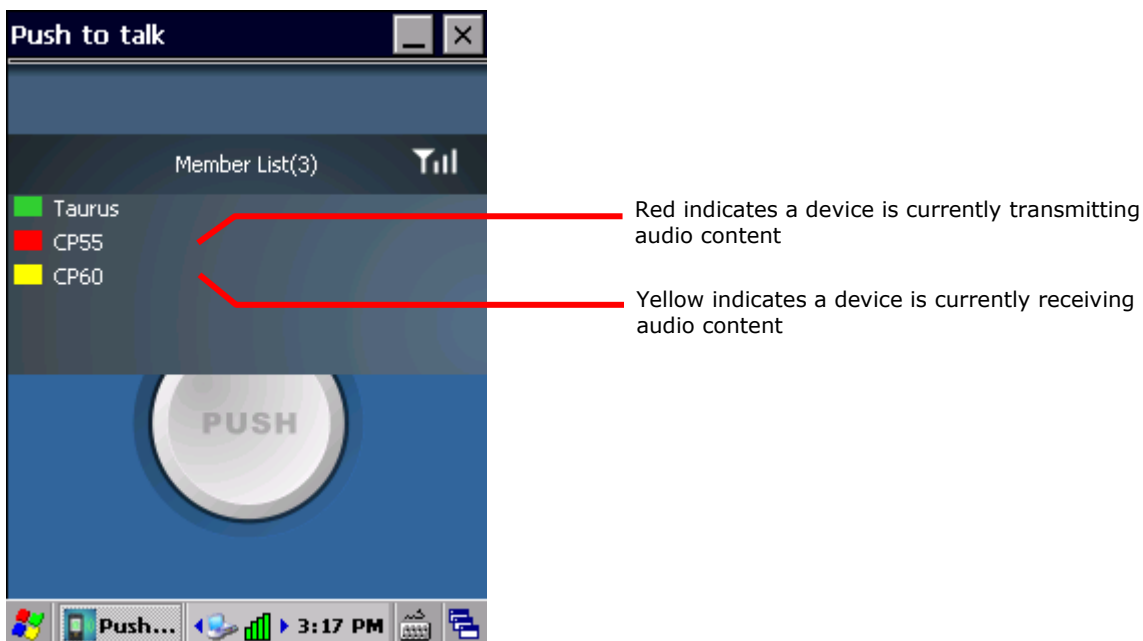 Push to talk
Member List(3)
Taurus
CP55
CP60
Red indicates a device is currently transmitting
audio content
Yellow indicates a device is currently receiving
audio content
PUSH
Push...
3:17 PM